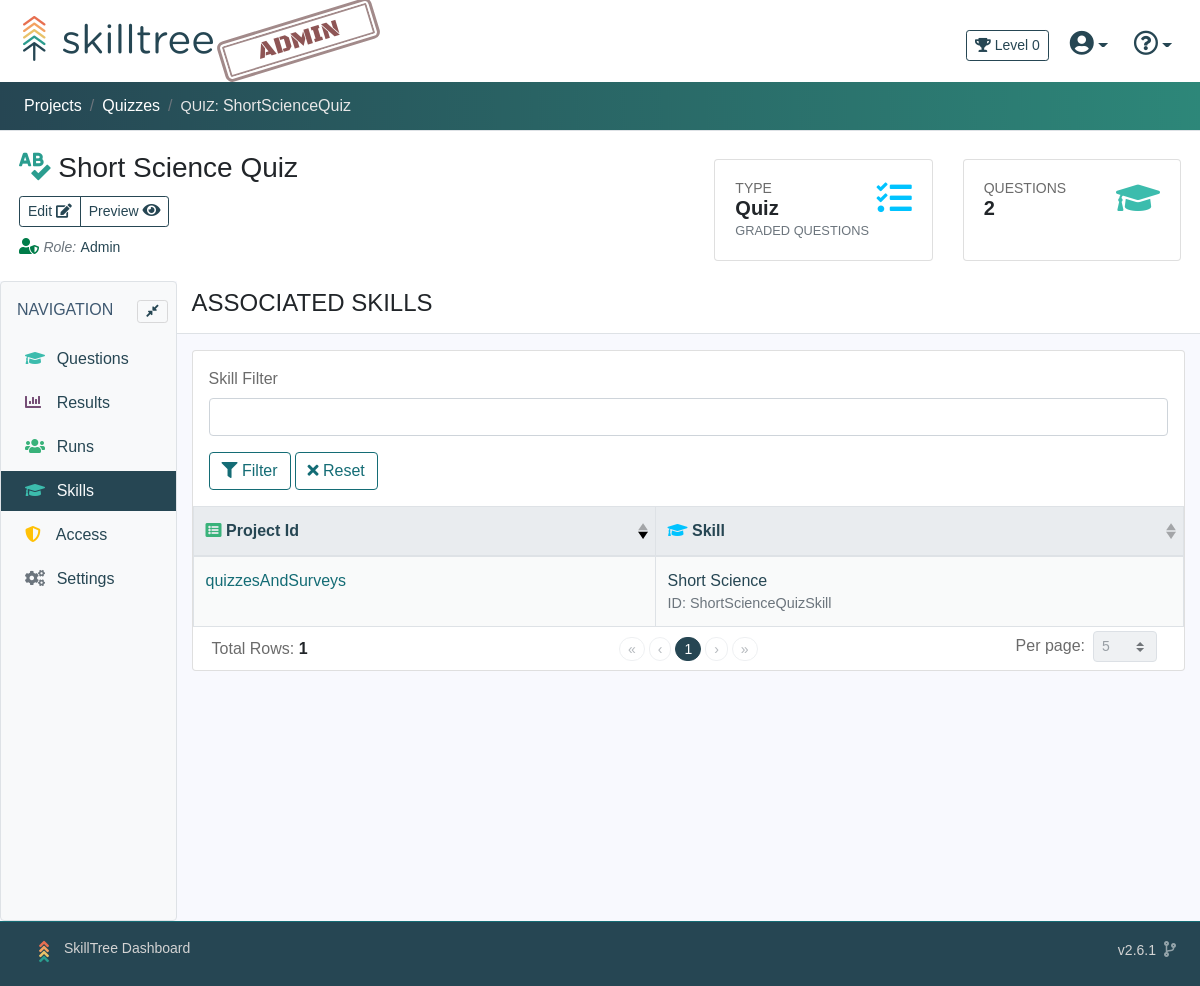 skilltree ADMIN
Level 0
Projects / Quizzes / QUIZ: ShortScienceQuiz
AB Short Science Quiz
Edit Preview
Role: Admin
TYPE
Quiz
GRADED QUESTIONS
QUESTIONS
2
NAVIGATION
Questions
Results
Runs
Skills
Access
Settings
ASSOCIATED SKILLS
Skill Filter
Filter Reset
Project Id Skill
quizzesAndSurveys Short Science
ID: ShortScienceQuizSkill
Total Rows: 1 « ‹ 1 › » Per page: 5
SkillTree Dashboard v2.6.1